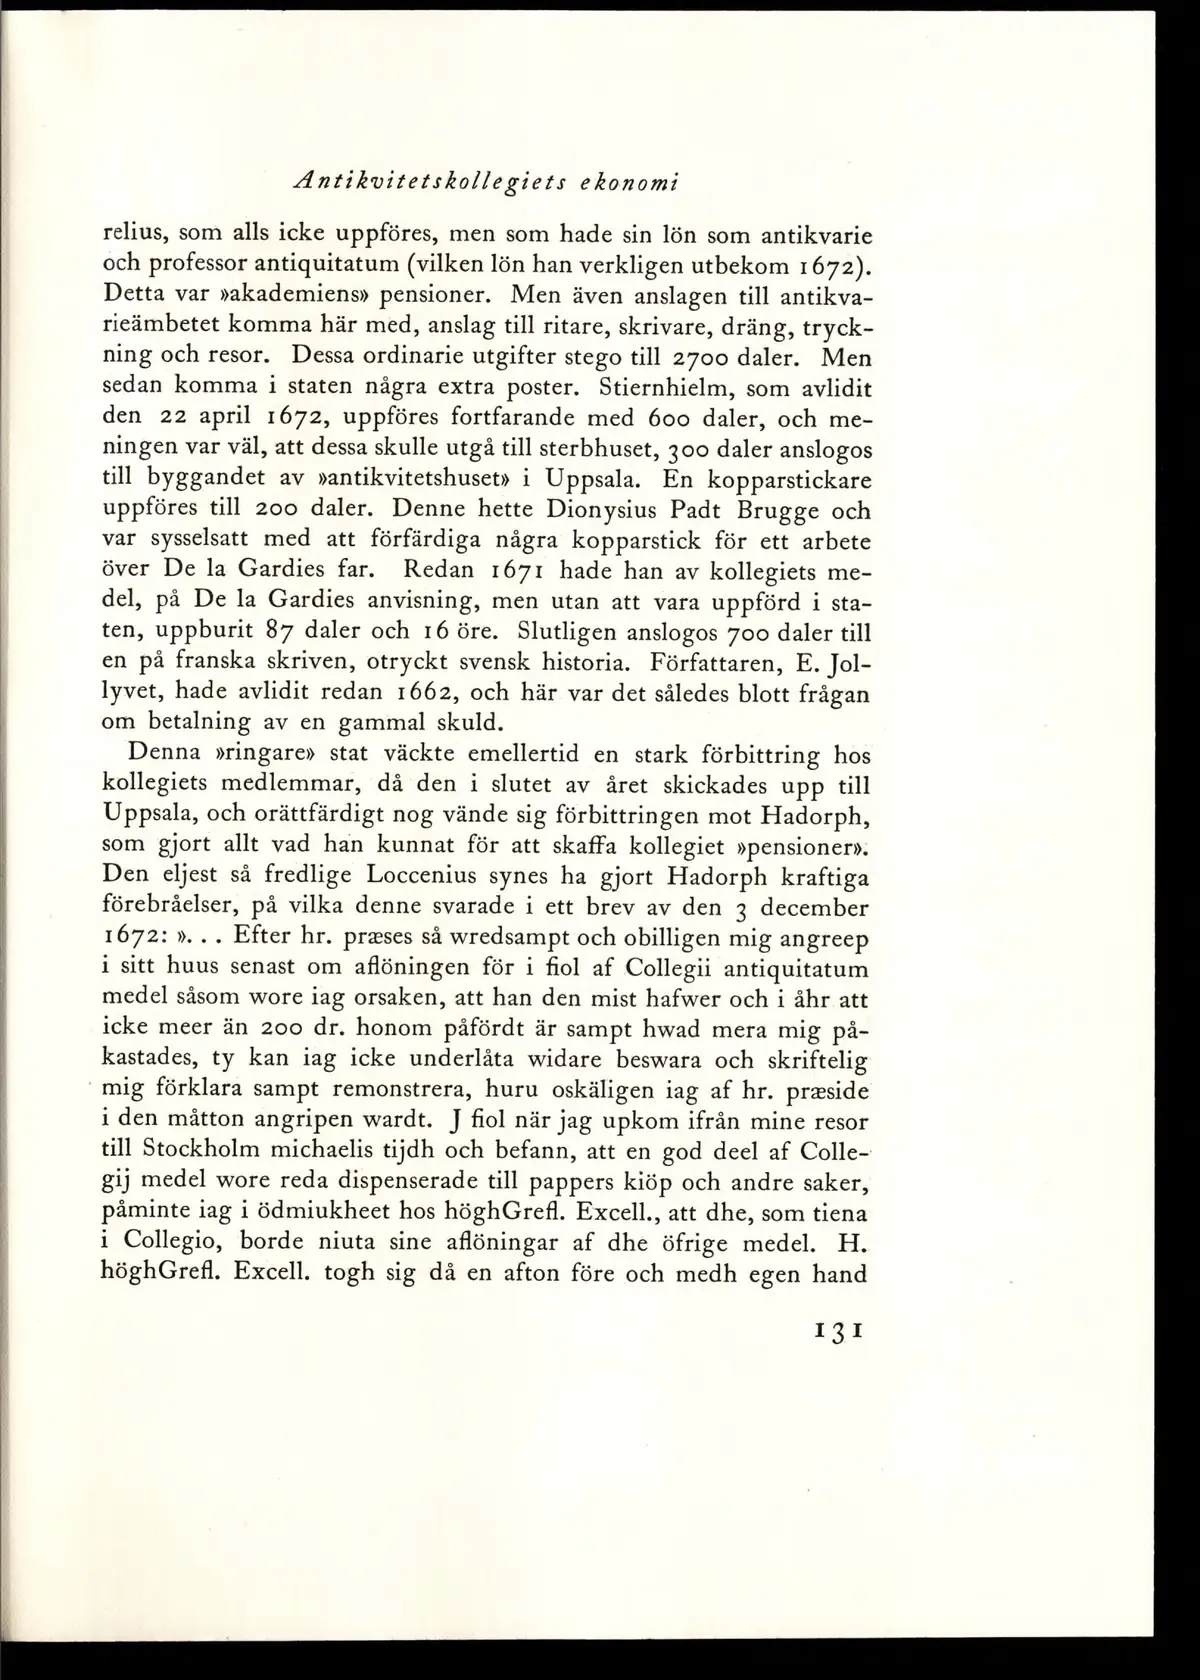 Antikvitetskollegiets ekonomi
relius, som alls icke uppföres, men som hade sin lön som antikvarie
och professor antiquitatum (vilken lön han verkligen utbekom 1672).
Detta var »akademiens» pensioner. Men även anslagen till antikva-
rieämbetet komma här med, anslag till ritare, skrivare, dräng, tryck-
ning och resor. Dessa ordinarie utgifter stego till 2700 daler. Men
sedan komma i staten några extra poster. Stiernhielm, som avlidit
den 22 april 1672, uppföres fortfarande med 600 daler, och me-
ningen var väl, att dessa skulle utgå till sterbhuset, 300 daler anslogos
till byggandet av »antikvitetshuset» i Uppsala. En kopparstickare
uppföres till 200 daler. Denne hette Dionysius Padt Brugge och
var sysselsatt med att förfärdiga några kopparstick för ett arbete
över De la Gardies far. Redan 1671 hade han av kollegiets me-
del, på De la Gardies anvisning, men utan att vara uppförd i sta-
ten, uppburit 87 daler och 16 öre. Slutligen anslogos 700 daler till
en på franska skriven, otryckt svensk historia. Författaren, E. Jol-
lyvet, hade avlidit redan 1662, och här var det således blott frågan
om betalning av en gammal skuld.
Denna »ringare» stat väckte emellertid en stark förbittring hos
kollegiets medlemmar, då den i slutet av året skickades upp till
Uppsala, och orättfärdigt nog vände sig förbittringen mot Hadorph,
som gjort allt vad han kunnat för att skaffa kollegiet »pensioner».
Den eljest så fredlige Loccenius synes ha gjort Hadorph kraftiga
förebråelser, på vilka denne svarade i ett brev av den 3 december
1672: ». . . Efter hr. præses så wredsampt och obilligen mig angreep
i sitt huus senast om aflöningen för i fiol af Collegii antiquitatum
medel såsom wore iag orsaken, att han den mist hafwer och i åhr att
icke meer än 200 dr. honom påfördt är sampt hwad mera mig på-
kastades, ty kan iag icke underlåta widare beswara och skriftelig
mig förklara sampt remonstrera, huru oskäligen iag af hr. præside
i den måtton angripen wardt. J fiol när jag upkom ifrån mine resor
till Stockholm michaelis tijdh och befann, att en god deel af Colle-
gij medel wore reda dispenserade till pappers kiöp och andre saker,
påminte iag i ödmiukheet hos höghGrefl. Excell., att dhe, som tiena
i Collegio, borde niuta sine aflöningar af dhe öfrige medel. H.
höghGrefl. Excell. togh sig då en afton före och medh egen hand
131